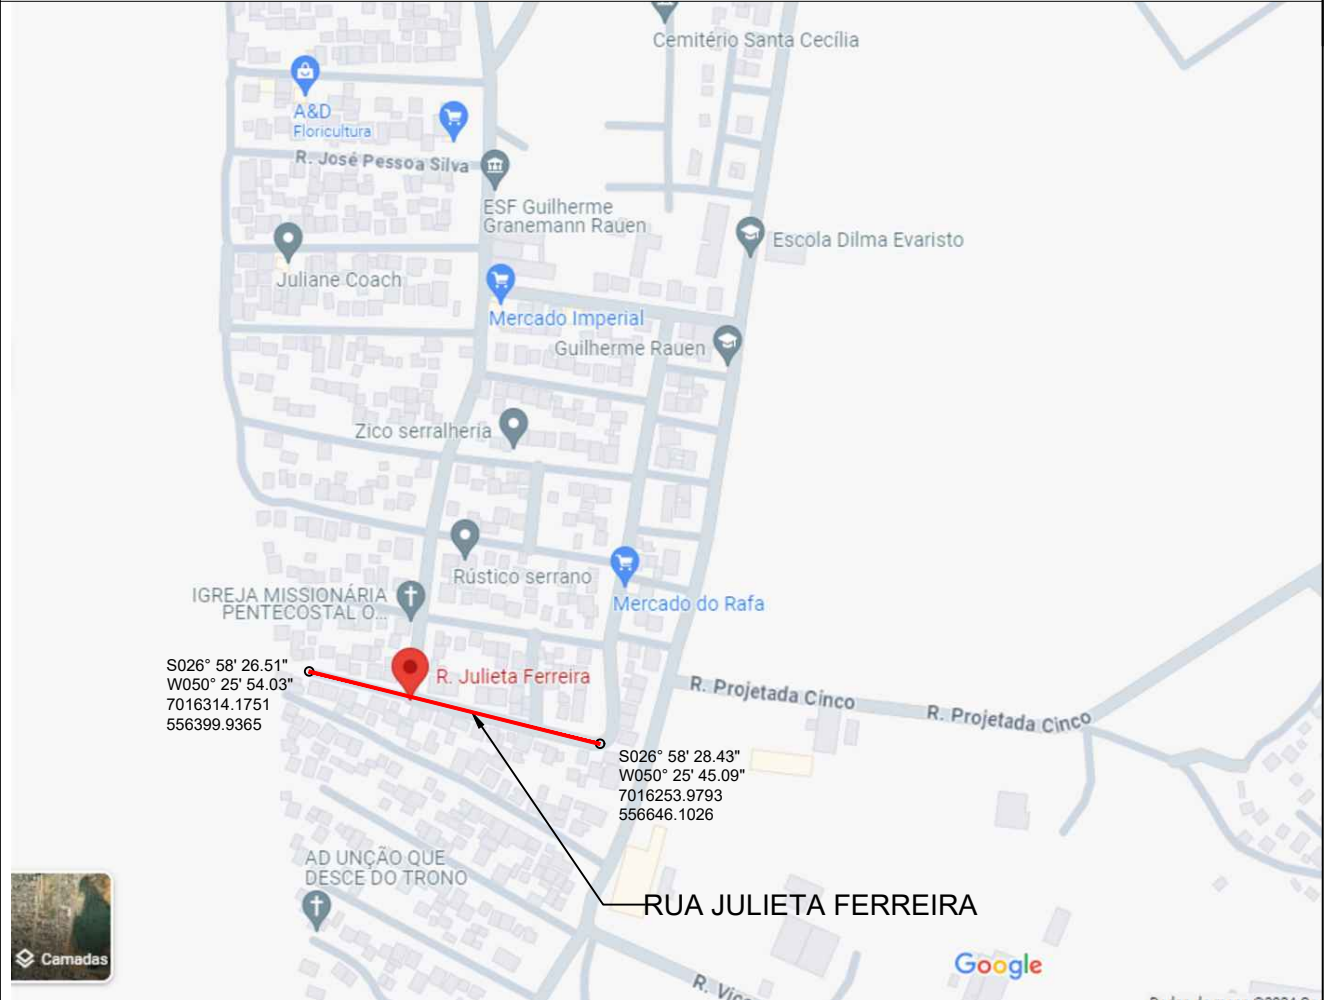 Cemitério Santa Cecília
A&D
Floricultura
R. José Pessoa Silva
ESF Guilherme
Granemann Rauen
Escola Dilma Evaristo
Juliane Coach
Mercado Imperial
Guilherme Rauen
Zico serralheria
Rústico serrano
IGREJA MISSIONÁRIA
PENTECOSTAL O...
Mercado do Rafa
S026° 58' 26.51"
W050° 25' 54.03"
7016314.1751
556399.9365
R. Julieta Ferreira
R. Projetada Cinco
R. Projetada Cinco
S026° 58' 28.43"
W050° 25' 45.09"
7016253.9793
556646.1026
AD UNÇÃO QUE
DESCE DO TRONO
RUA JULIETA FERREIRA
Camadas
Google
R.